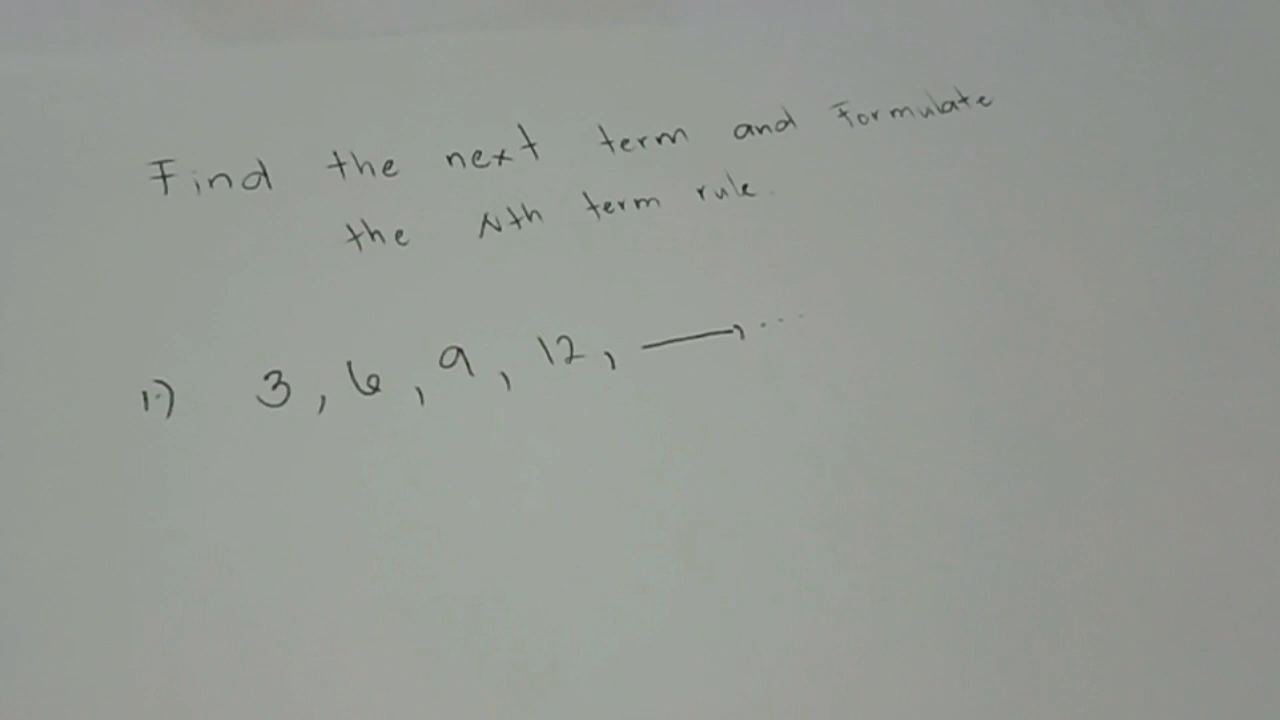 Find the next term and Formulate
the Nth term rule.
1.) 3, 6, 9, 12, ___, ...